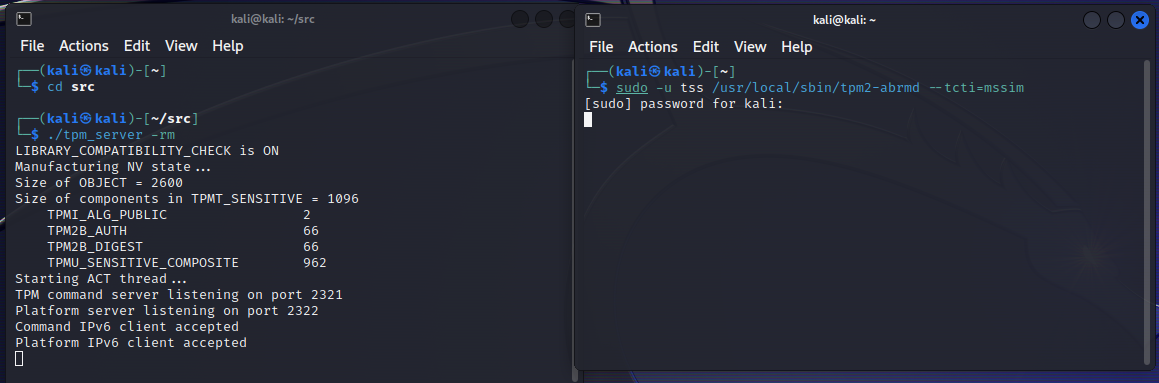 kali@kali: ~/src
File Actions Edit View Help
┌──(kali㉿kali)-[~]
└─$ cd src
┌──(kali㉿kali)-[~/src]
└─$ ./tpm_server -rm
LIBRARY_COMPATIBILITY_CHECK is ON
Manufacturing NV state...
Size of OBJECT = 2600
Size of components in TPMT_SENSITIVE = 1096
    TPMI_ALG_PUBLIC                 2
    TPM2B_AUTH                      66
    TPM2B_DIGEST                    66
    TPMU_SENSITIVE_COMPOSITE        962
Starting ACT thread...
TPM command server listening on port 2321
Platform server listening on port 2322
Command IPv6 client accepted
Platform IPv6 client accepted
kali@kali: ~
File Actions Edit View Help
┌──(kali㉿kali)-[~]
└─$ sudo -u tss /usr/local/sbin/tpm2-abrmd --tcti=mssim
[sudo] password for kali: